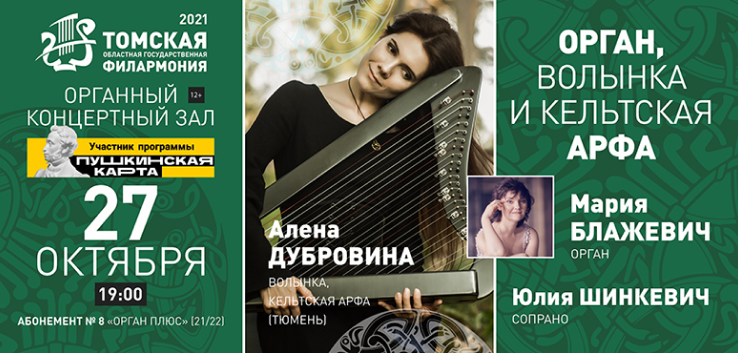 2021
ТОМСКАЯ
ОБЛАСТНАЯ ГОСУДАРСТВЕННАЯ
ФИЛАРМОНИЯ
ОРГАННЫЙ 12+
КОНЦЕРТНЫЙ ЗАЛ
Участник программы
ПУШКИНСКАЯ
КАРТА
27
ОКТЯБРЯ
19:00
АБОНЕМЕНТ № 8 «ОРГАН ПЛЮС» (21/22)
Алена
ДУБРОВИНА
ВОЛЫНКА,
КЕЛЬТСКАЯ АРФА
(ТЮМЕНЬ)
ОРГАН,
ВОЛЫНКА
И КЕЛЬТСКАЯ
АРФА
Мария
БЛАЖЕВИЧ
ОРГАН
Юлия ШИНКЕВИЧ
СОПРАНО